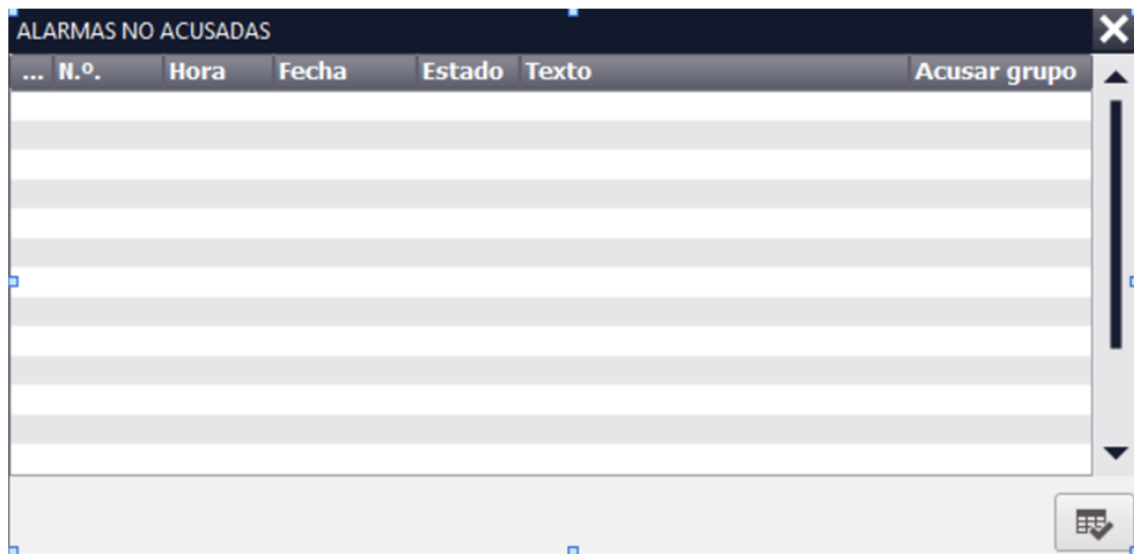 ALARMAS NO ACUSADAS
... N.º. Hora Fecha Estado Texto Acusar grupo